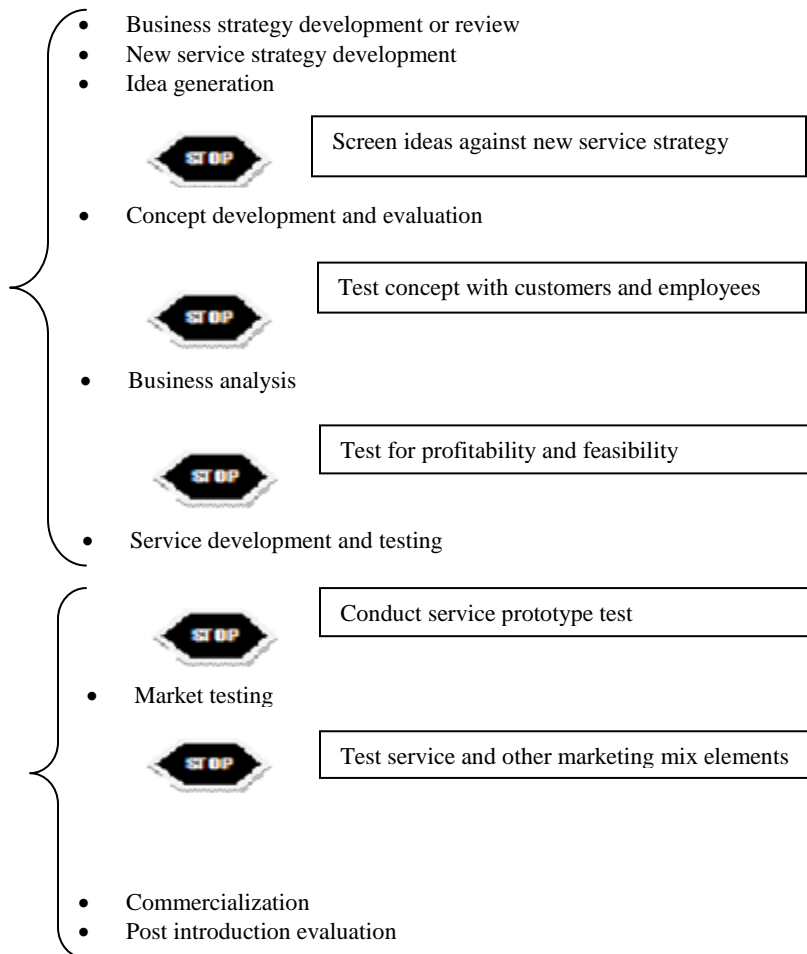 • Business strategy development or review
• New service strategy development
• Idea generation
STOP
Screen ideas against new service strategy
• Concept development and evaluation
STOP
Test concept with customers and employees
• Business analysis
STOP
Test for profitability and feasibility
• Service development and testing
STOP
Conduct service prototype test
• Market testing
STOP
Test service and other marketing mix elements
• Commercialization
• Post introduction evaluation